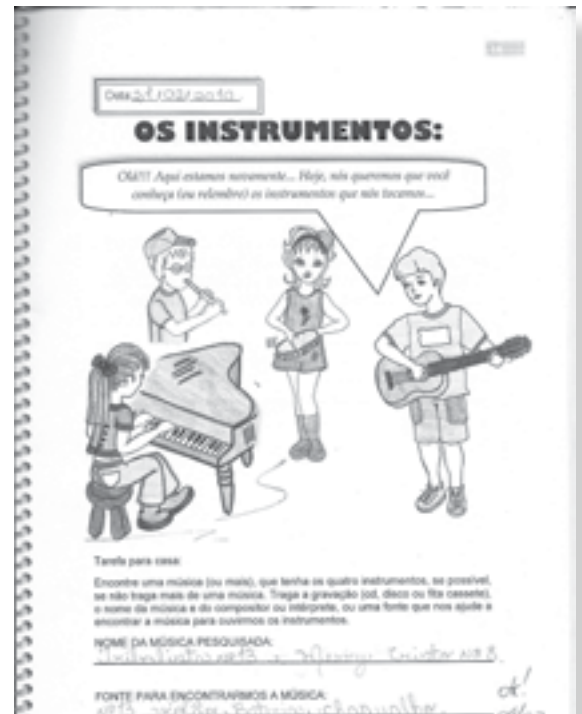 Data:
OS INSTRUMENTOS:
Olá!!! Aqui estamos novamente... Hoje, nós queremos que você
conheça (ou relembre) os instrumentos que nós tocamos...
Tarefa para casa:
Encontre uma música (ou mais), que tenha os quatro instrumentos, se possível,
se não traga mais de uma música. Traga a gravação (cd, disco ou fita cassete),
o nome da música e do compositor ou intérprete, ou uma fonte que nos ajude a
encontrar a música para ouvirmos os instrumentos.
NOME DA MÚSICA PESQUISADA:
FONTE PARA ENCONTRARMOS A MÚSICA: